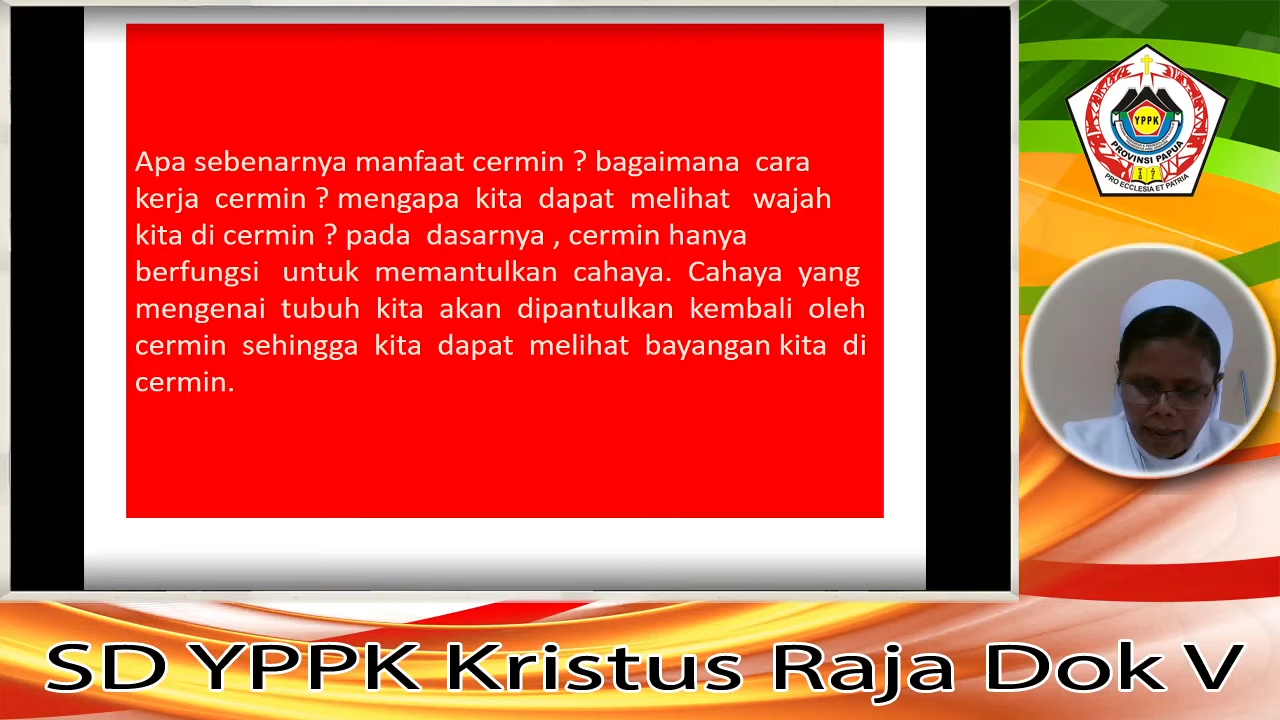 Apa sebenarnya manfaat cermin ? bagaimana cara
kerja cermin ? mengapa kita dapat melihat wajah
kita di cermin ? pada dasarnya , cermin hanya
berfungsi untuk memantulkan cahaya. Cahaya yang
mengenai tubuh kita akan dipantulkan kembali oleh
cermin sehingga kita dapat melihat bayangan kita di
cermin.
YPPK
PROVINSI PAPUA
PRO ECCLESIA ET PATRIA
SD YPPK Kristus Raja Dok V